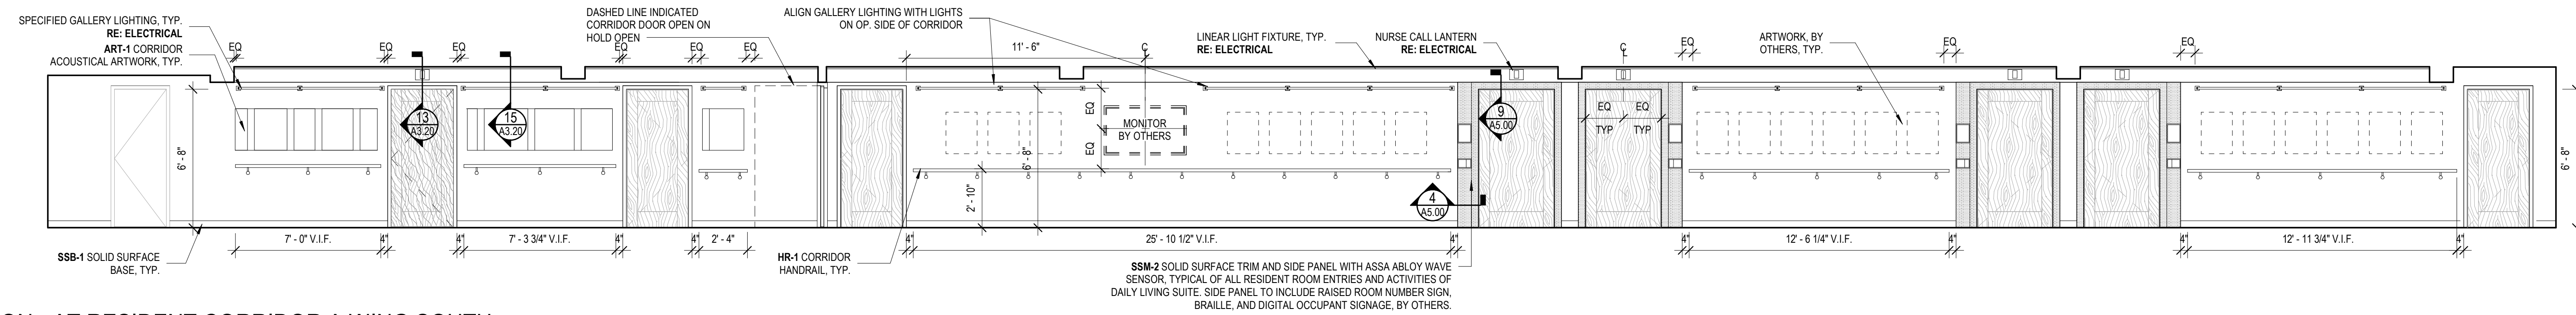 SPECIFIED GALLERY LIGHTING, TYP.
RE: ELECTRICAL
ART-1 CORRIDOR
ACOUSTICAL ARTWORK, TYP.
DASHED LINE INDICATED
CORRIDOR DOOR OPEN ON
HOLD OPEN
ALIGN GALLERY LIGHTING WITH LIGHTS
ON OP. SIDE OF CORRIDOR
LINEAR LIGHT FIXTURE, TYP.
RE: ELECTRICAL
NURSE CALL LANTERN
RE: ELECTRICAL
ARTWORK, BY
OTHERS, TYP.
EQ
EQ
EQ
EQ
EQ
EQ
11' - 6"
CL
CL
EQ
EQ
EQ
13
A3.20
15
A3.20
EQ
EQ
MONITOR
BY OTHERS
9
A5.00
EQ
EQ
TYP
TYP
6' - 8"
6' - 8"
6' - 8"
2' - 10"
4
A5.00
7' - 0" V.I.F.
4"
4"
7' - 3 3/4" V.I.F.
4"
4"
2' - 4"
4"
25' - 10 1/2" V.I.F.
4"
4"
12' - 6 1/4" V.I.F.
4"
4"
12' - 11 3/4" V.I.F.
4"
SSB-1 SOLID SURFACE
BASE, TYP.
HR-1 CORRIDOR
HANDRAIL, TYP.
SSM-2 SOLID SURFACE TRIM AND SIDE PANEL WITH ASSA ABLOY WAVE
SENSOR, TYPICAL OF ALL RESIDENT ROOM ENTRIES AND ACTIVITIES OF
DAILY LIVING SUITE. SIDE PANEL TO INCLUDE RAISED ROOM NUMBER SIGN,
BRAILLE, AND DIGITAL OCCUPANT SIGNAGE, BY OTHERS.